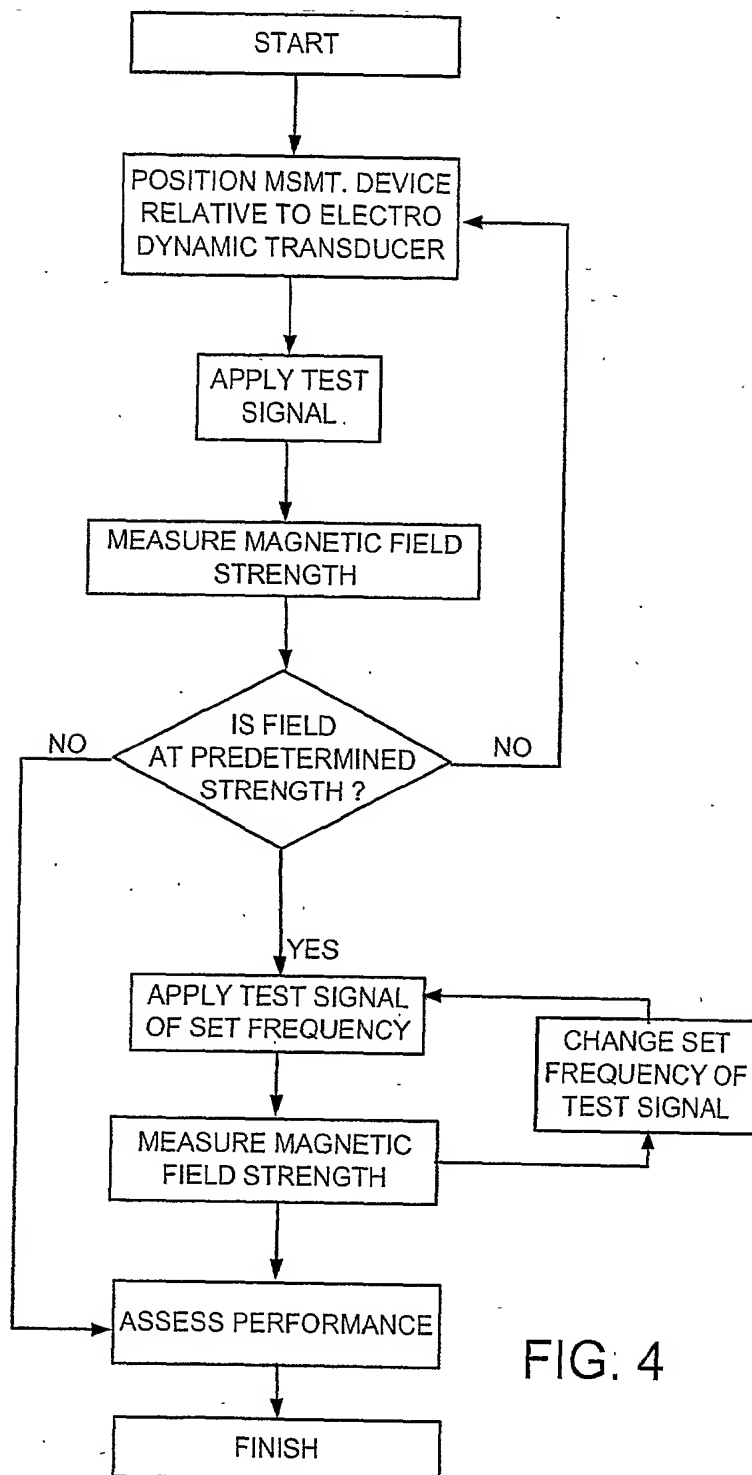 START
POSITION MSMT. DEVICE
RELATIVE TO ELECTRO
DYNAMIC TRANSDUCER
APPLY TEST
SIGNAL.
MEASURE MAGNETIC FIELD
STRENGTH
IS FIELD
AT PREDETERMINED
STRENGTH ?
NO
NO
YES
APPLY TEST SIGNAL
OF SET FREQUENCY
CHANGE SET
FREQUENCY OF
TEST SIGNAL
MEASURE MAGNETIC
FIELD STRENGTH
ASSESS PERFORMANCE
FINISH
FIG. 4